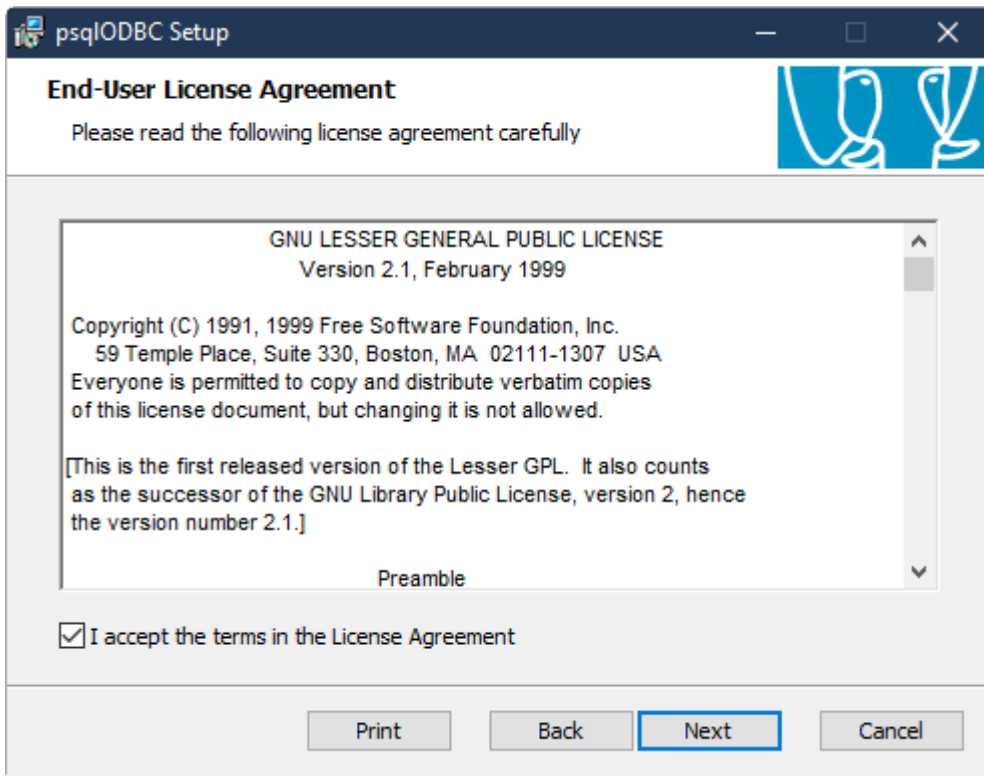 psqlODBC Setup
End-User License Agreement
Please read the following license agreement carefully
GNU LESSER GENERAL PUBLIC LICENSE
Version 2.1, February 1999
Copyright (C) 1991, 1999 Free Software Foundation, Inc.
59 Temple Place, Suite 330, Boston, MA  02111-1307  USA
Everyone is permitted to copy and distribute verbatim copies
of this license document, but changing it is not allowed.
[This is the first released version of the Lesser GPL.  It also counts
as the successor of the GNU Library Public License, version 2, hence
the version number 2.1.]
Preamble
I accept the terms in the License Agreement
Print Back Next Cancel